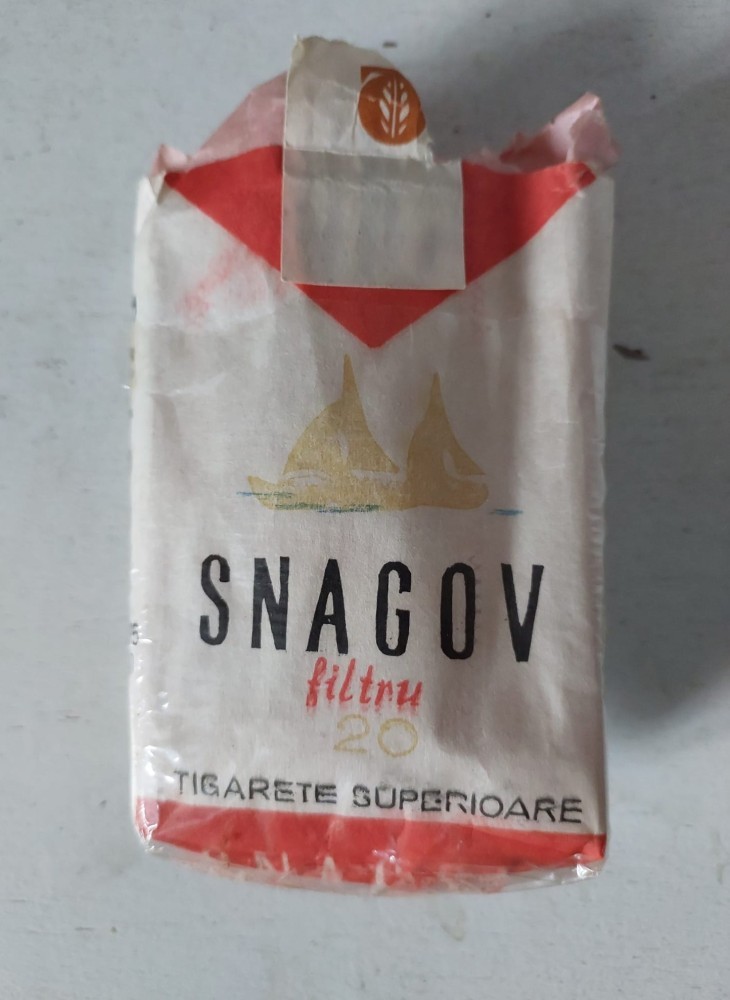 SNAGOV
filtru
20
TIGARETE SUPERIOARE